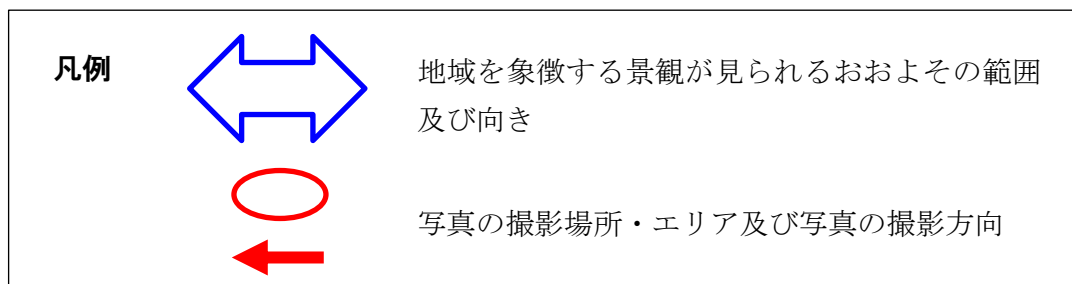 凡例
地域を象徴する景観が見られるおおよその範囲
及び向き
写真の撮影場所・エリア及び写真の撮影方向